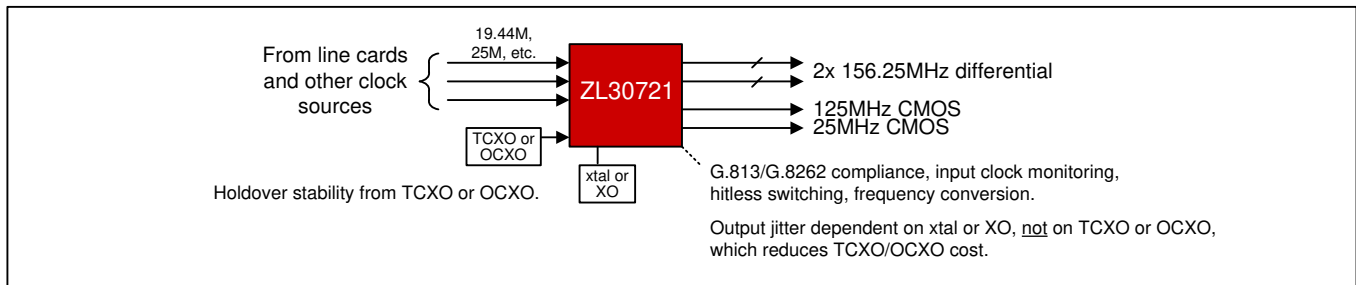 19.44M,
25M, etc.
From line cards
and other clock
sources
ZL30721
2x 156.25MHz differential
125MHz CMOS
25MHz CMOS
TCXO or
OCXO
xtal or
XO
Holdover stability from TCXO or OCXO.
G.813/G.8262 compliance, input clock monitoring,
hitless switching, frequency conversion.
Output jitter dependent on xtal or XO, not on TCXO or OCXO,
which reduces TCXO/OCXO cost.